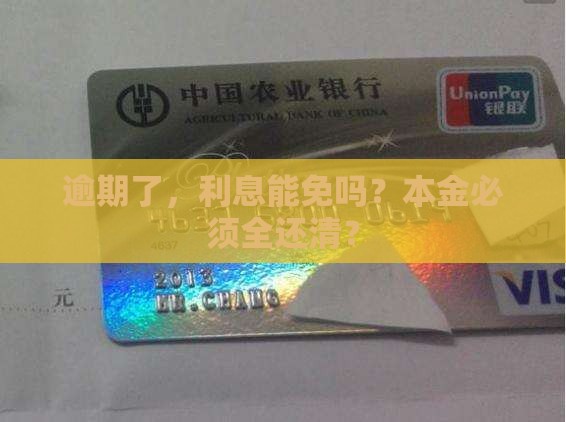 中国农业银行
AGRICULTURAL BANK OF CHINA
UnionPay
银联
逾期了，利息能免吗？本金必
须全还清？
元
2013
VIS